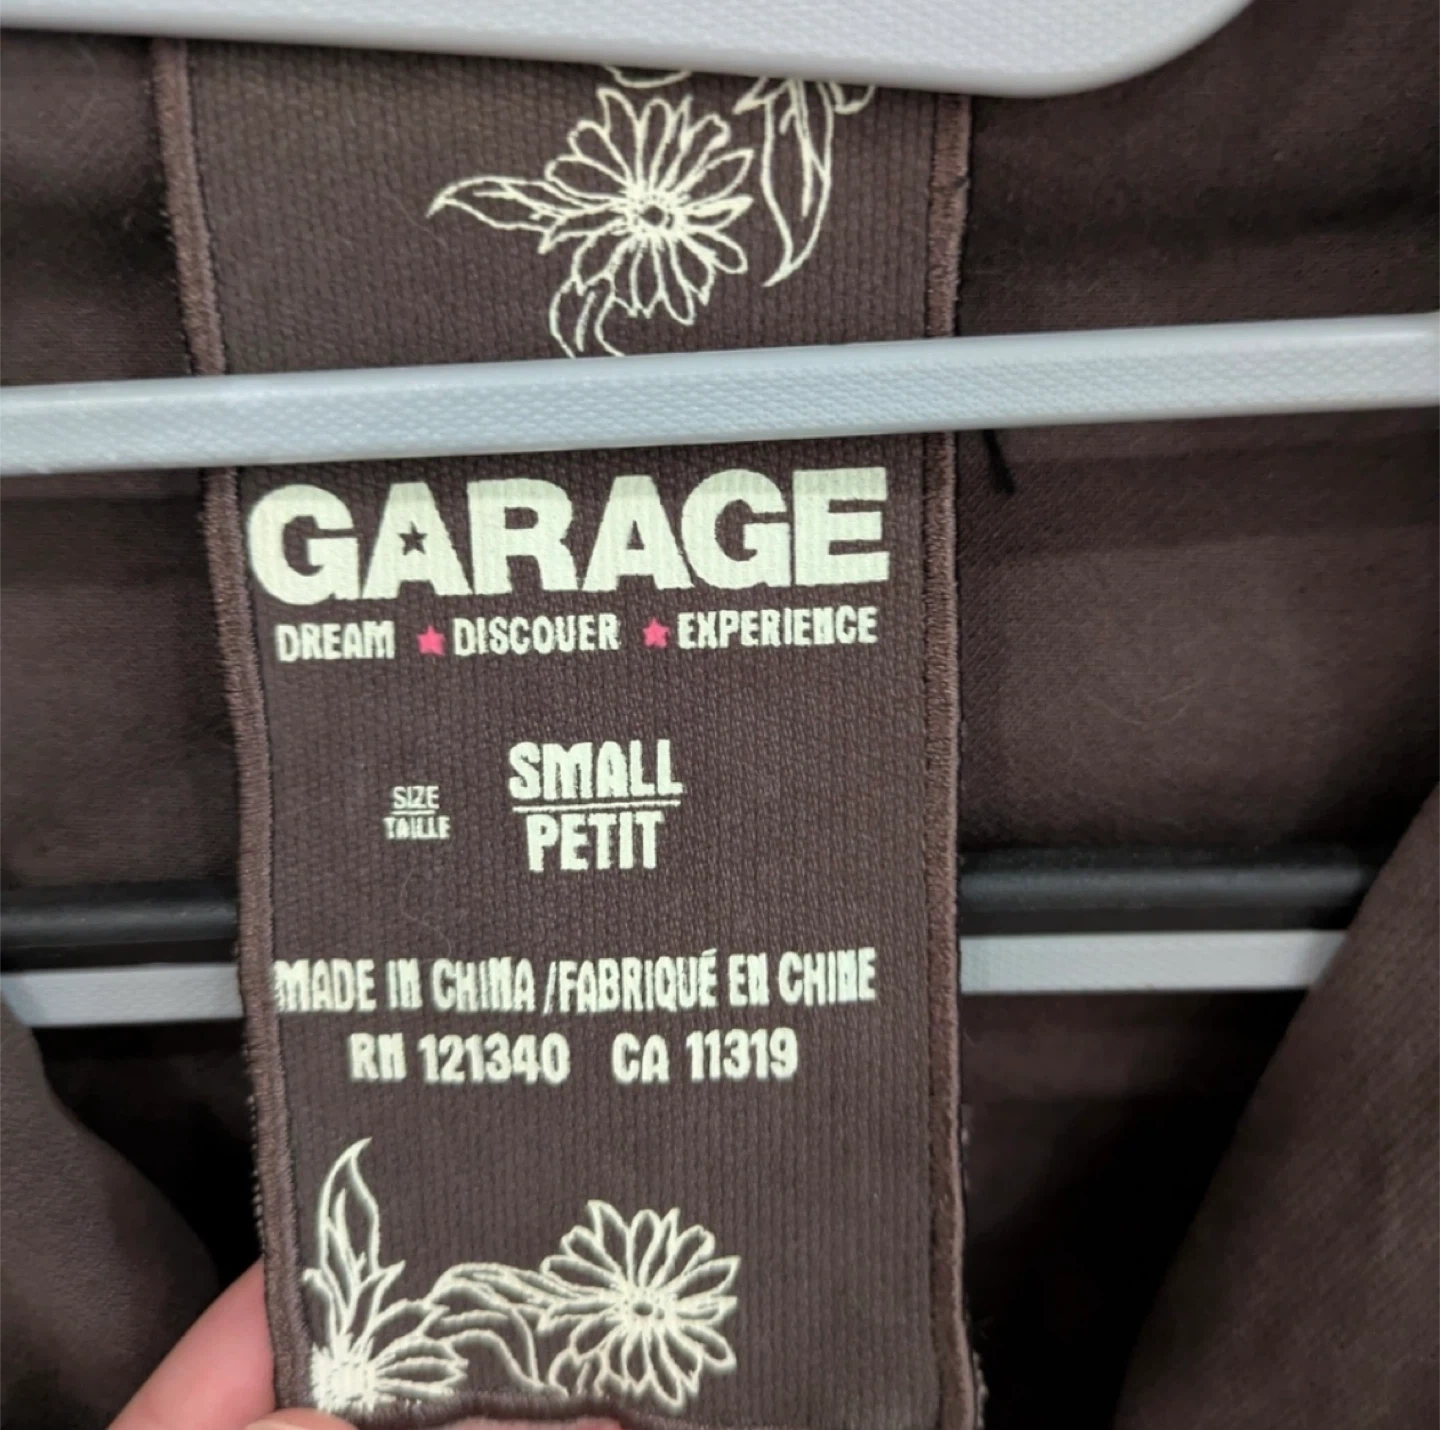 GARAGE
DREAM ★ DISCOVER ★ EXPERIENCE
SIZE
TAILLE
SMALL
PETIT
MADE IN CHINA / FABRIQUÉ EN CHINE
RN 121340 CA 11319